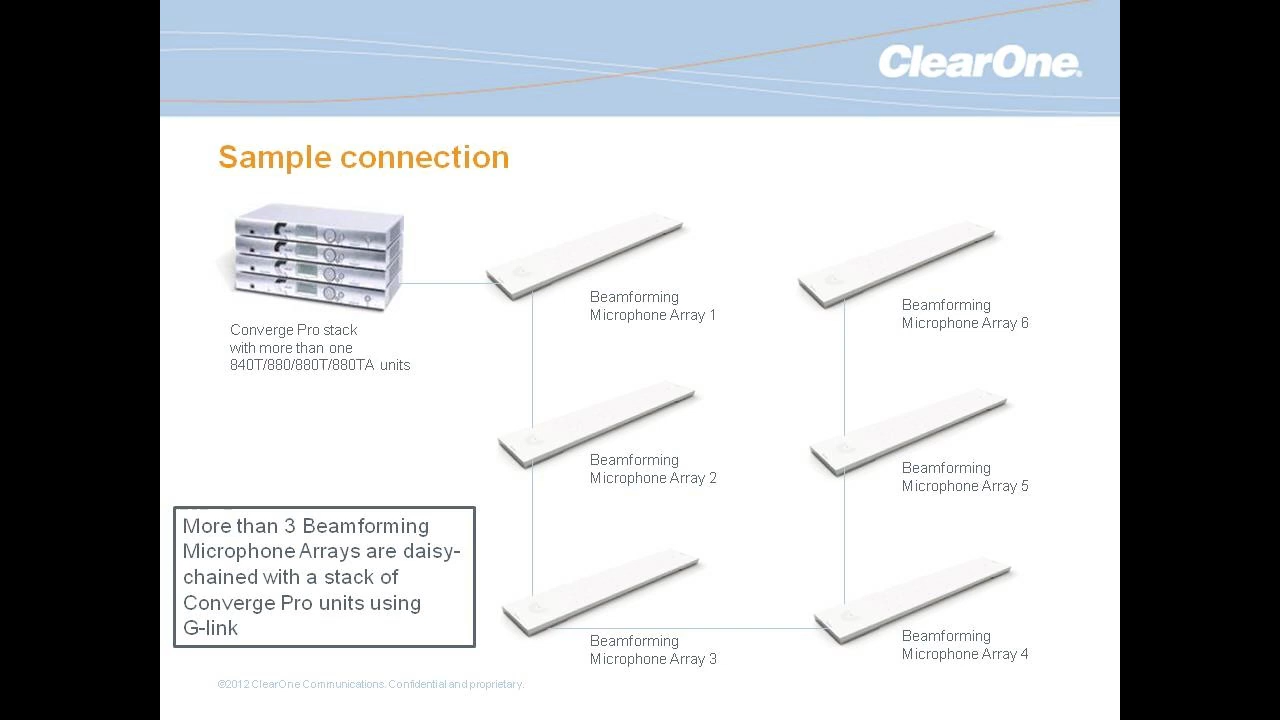 ClearOne.
Sample connection
Converge Pro stack
with more than one
840T/880/880T/880TA units
Beamforming
Microphone Array 1
Beamforming
Microphone Array 6
Beamforming
Microphone Array 2
Beamforming
Microphone Array 5
More than 3 Beamforming
Microphone Arrays are daisy-
chained with a stack of
Converge Pro units using
G-link
Beamforming
Microphone Array 3
Beamforming
Microphone Array 4
©2012 ClearOne Communications. Confidential and proprietary.